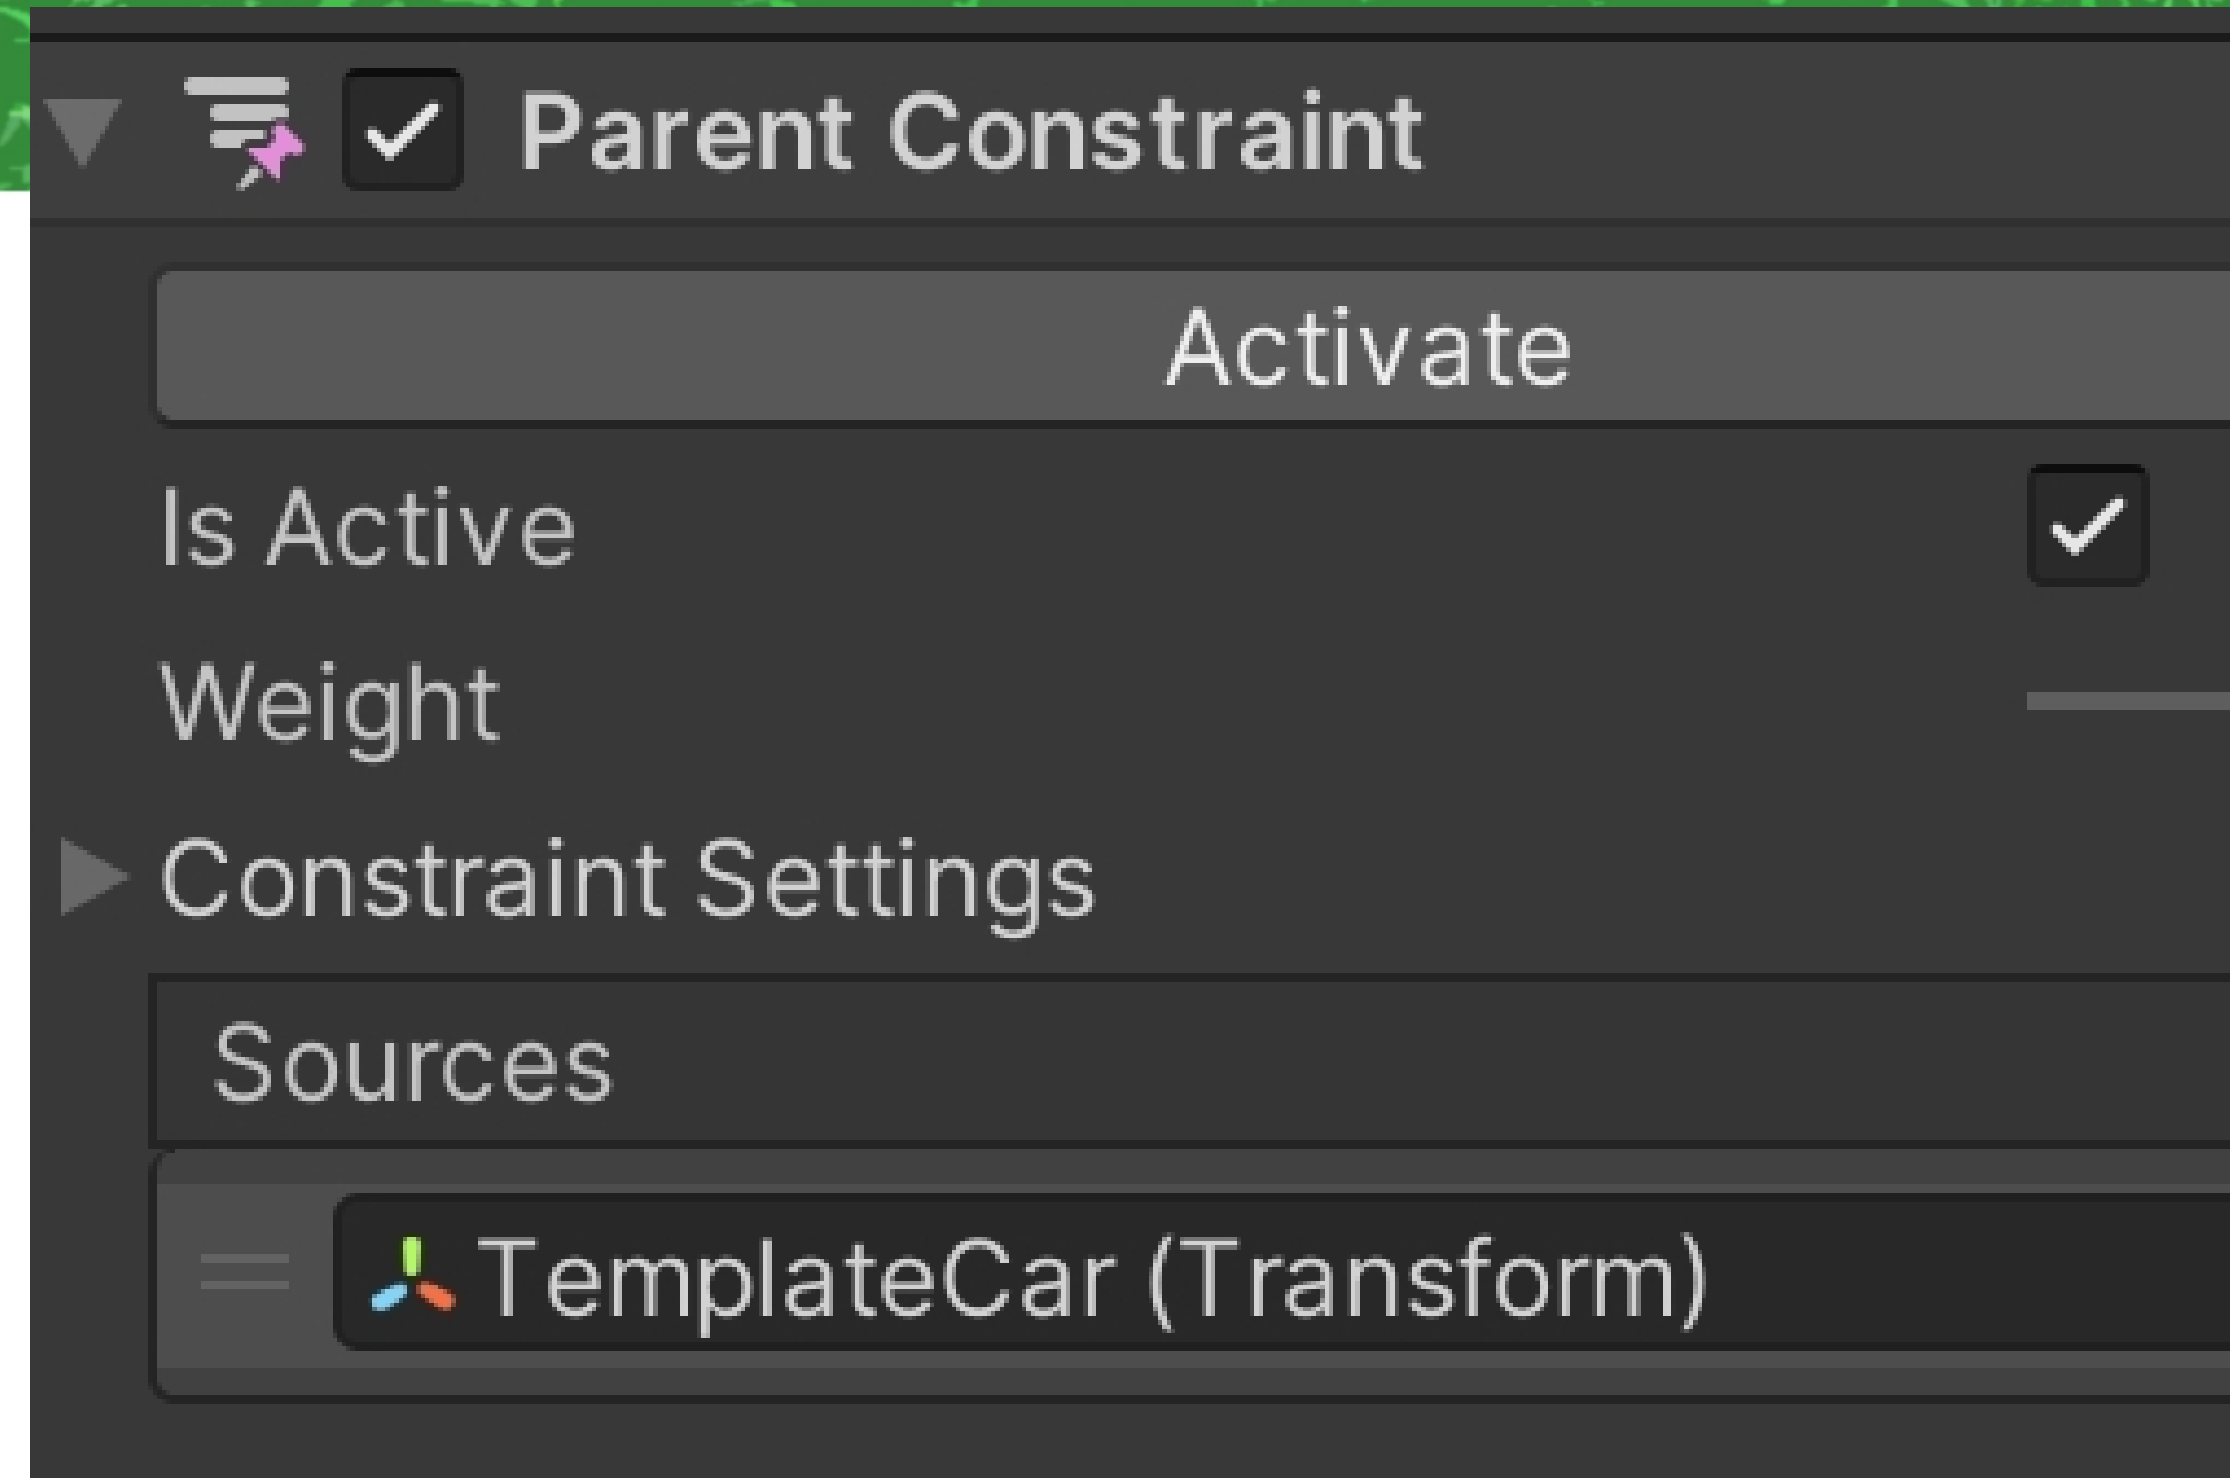 Parent Constraint
Activate
Is Active
Weight
Constraint Settings
Sources
TemplateCar (Transform)